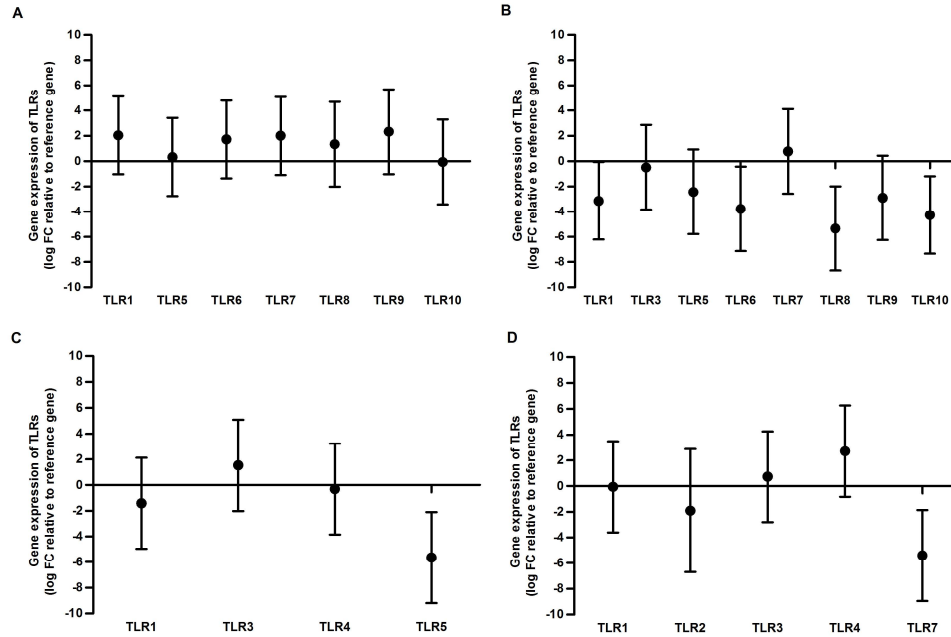 A
Gene expression of TLRs
(log FC relative to reference gene)
10
8
6
4
2
0
-2
-4
-6
-8
-10
TLR1 TLR5 TLR6 TLR7 TLR8 TLR9 TLR10
B
Gene expression of TLRs
(log FC relative to reference gene)
10
8
6
4
2
0
-2
-4
-6
-8
-10
TLR1 TLR3 TLR5 TLR6 TLR7 TLR8 TLR9 TLR10
C
Gene expression of TLRs
(log FC relative to reference gene)
10
8
6
4
2
0
-2
-4
-6
-8
-10
TLR1 TLR3 TLR4 TLR5
D
Gene expression of TLRs
(log FC relative to reference gene)
10
8
6
4
2
0
-2
-4
-6
-8
-10
TLR1 TLR2 TLR3 TLR4 TLR7